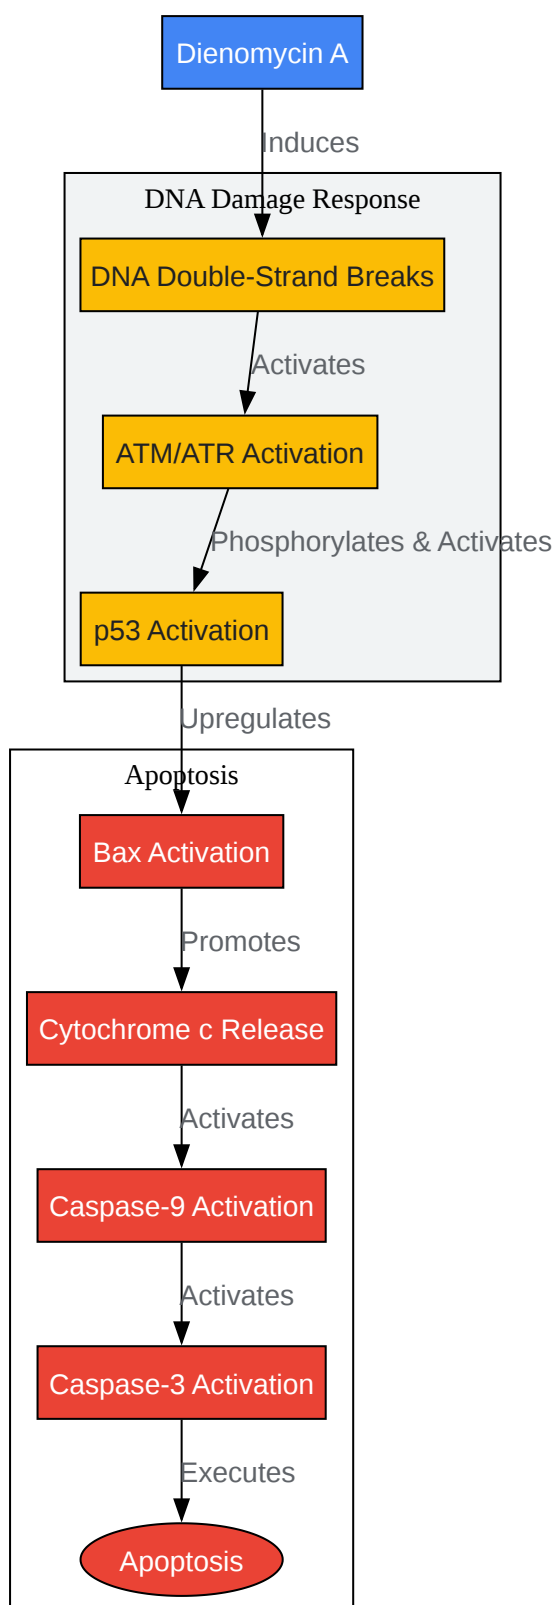 Dienomycin A
Induces
DNA Damage Response
DNA Double-Strand Breaks
Activates
ATM/ATR Activation
Phosphorylates & Activates
p53 Activation
Upregulates
Apoptosis
Bax Activation
Promotes
Cytochrome c Release
Activates
Caspase-9 Activation
Activates
Caspase-3 Activation
Executes
Apoptosis